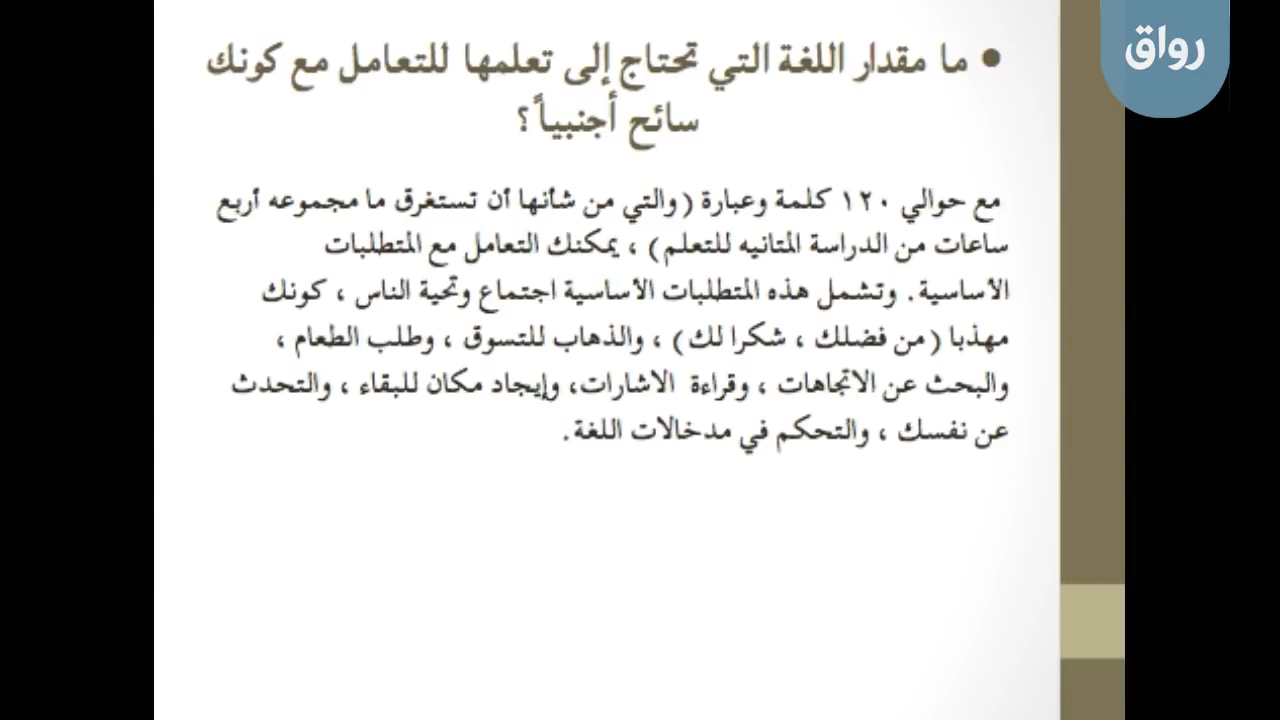 رواق
• ما مقدار اللغة التي تحتاج إلى تعلمها للتعامل مع كونك
سائح أجنبياً؟
مع حوالي ١٢٠ كلمة وعبارة (والتي من شأنها أن تستغرق ما مجموعه أربع
ساعات من الدراسة المتانيه للتعلم) ، يمكنك التعامل مع المتطلبات
الأساسية. وتشمل هذه المتطلبات الأساسية اجتماع وتحية الناس ، كونك
مهذبا (من فضلك ، شكرا لك) ، والذهاب للتسوق ، وطلب الطعام ،
والبحث عن الاتجاهات ، وقراءة الاشارات، وإيجاد مكان للبقاء ، والتحدث
عن نفسك ، والتحكم في مدخالات اللغة.